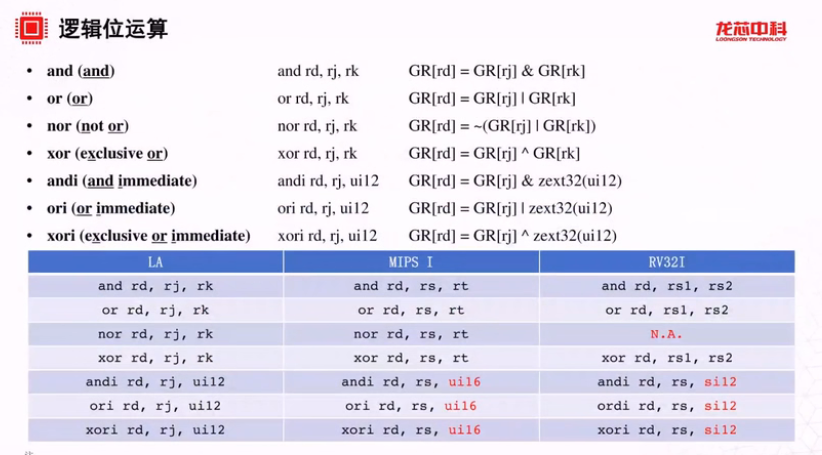 逻辑位运算
龙芯中科
LOONGSON TECHNOLOGY
• and (and) and rd, rj, rk GR[rd] = GR[rj] & GR[rk]
• or (or) or rd, rj, rk GR[rd] = GR[rj] | GR[rk]
• nor (not or) nor rd, rj, rk GR[rd] = ~(GR[rj] | GR[rk])
• xor (exclusive or) xor rd, rj, rk GR[rd] = GR[rj] ^ GR[rk]
• andi (and immediate) andi rd, rj, ui12 GR[rd] = GR[rj] & zext32(ui12)
• ori (or immediate) ori rd, rj, ui12 GR[rd] = GR[rj] | zext32(ui12)
• xori (exclusive or immediate) xori rd, rj, ui12 GR[rd] = GR[rj] ^ zext32(ui12)
LA MIPS I RV32I
and rd, rj, rk and rd, rs, rt and rd, rs1, rs2
or rd, rj, rk or rd, rs, rt or rd, rs1, rs2
nor rd, rj, rk nor rd, rs, rt N.A.
xor rd, rj, rk xor rd, rs, rt xor rd, rs1, rs2
andi rd, rj, ui12 andi rd, rs, ui16 andi rd, rs, si12
ori rd, rj, ui12 ori rd, rs, ui16 ordi rd, rs, si12
xori rd, rj, ui12 xori rd, rs, ui16 xori rd, rs, si12